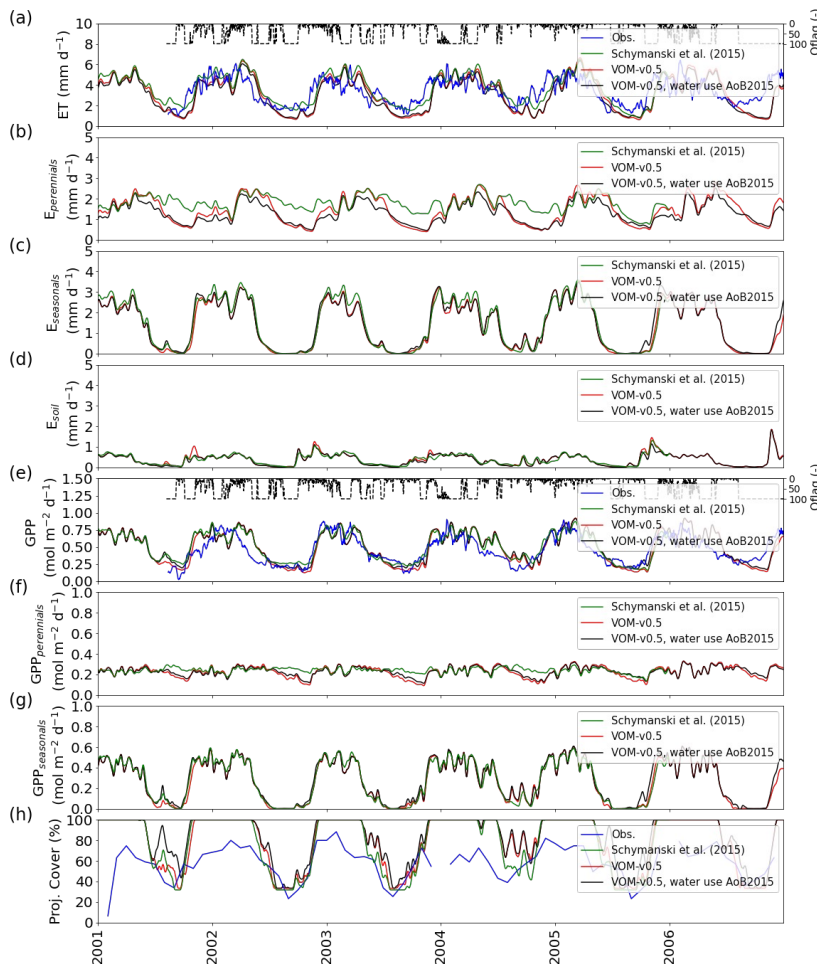 (a)
10
8
6
4
2
0
ET (mm d⁻¹)
0
50
100
Qflag (-)
Obs.
Schymanski et al. (2015)
VOM-v0.5
VOM-v0.5, water use AoB2015
(b)
5
4
3
2
1
0
E_perennials
(mm d⁻¹)
Schymanski et al. (2015)
VOM-v0.5
VOM-v0.5, water use AoB2015
(c)
5
4
3
2
1
0
E_seasonals
(mm d⁻¹)
Schymanski et al. (2015)
VOM-v0.5
VOM-v0.5, water use AoB2015
(d)
5
4
3
2
1
0
E_soil
(mm d⁻¹)
Schymanski et al. (2015)
VOM-v0.5
VOM-v0.5, water use AoB2015
(e)
1.50
1.25
1.00
0.75
0.50
0.25
0.00
GPP
(mol m⁻² d⁻¹)
0
50
100
Qflag (-)
Obs.
Schymanski et al. (2015)
VOM-v0.5
VOM-v0.5, water use AoB2015
(f)
1.0
0.8
0.6
0.4
0.2
0.0
GPP_perennials
(mol m⁻² d⁻¹)
Schymanski et al. (2015)
VOM-v0.5
VOM-v0.5, water use AoB2015
(g)
1.0
0.8
0.6
0.4
0.2
0.0
GPP_seasonals
(mol m⁻² d⁻¹)
Schymanski et al. (2015)
VOM-v0.5
VOM-v0.5, water use AoB2015
(h)
100
80
60
40
20
0
Proj. Cover (%)
Obs.
Schymanski et al. (2015)
VOM-v0.5
VOM-v0.5, water use AoB2015
2001
2002
2003
2004
2005
2006